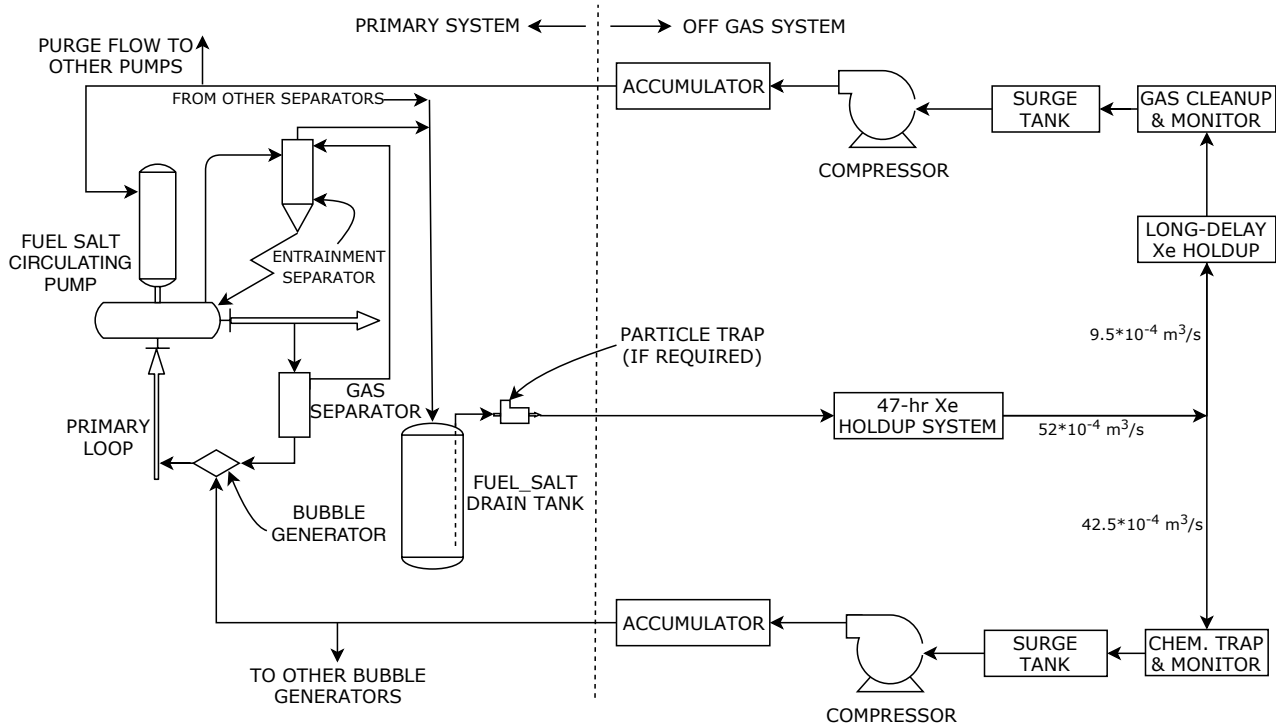 PRIMARY SYSTEM
OFF GAS SYSTEM
PURGE FLOW TO
OTHER PUMPS
FROM OTHER SEPARATORS
ACCUMULATOR
COMPRESSOR
SURGE
TANK
GAS CLEANUP
& MONITOR
LONG-DELAY
Xe HOLDUP
FUEL SALT
CIRCULATING
PUMP
ENTRAINMENT
SEPARATOR
PARTICLE TRAP
(IF REQUIRED)
9.5*10⁻⁴ m³/s
GAS
SEPARATOR
47-hr Xe
HOLDUP SYSTEM
52*10⁻⁴ m³/s
PRIMARY
LOOP
FUEL_SALT
DRAIN TANK
BUBBLE
GENERATOR
42.5*10⁻⁴ m³/s
ACCUMULATOR
COMPRESSOR
SURGE
TANK
CHEM. TRAP
& MONITOR
TO OTHER BUBBLE
GENERATORS